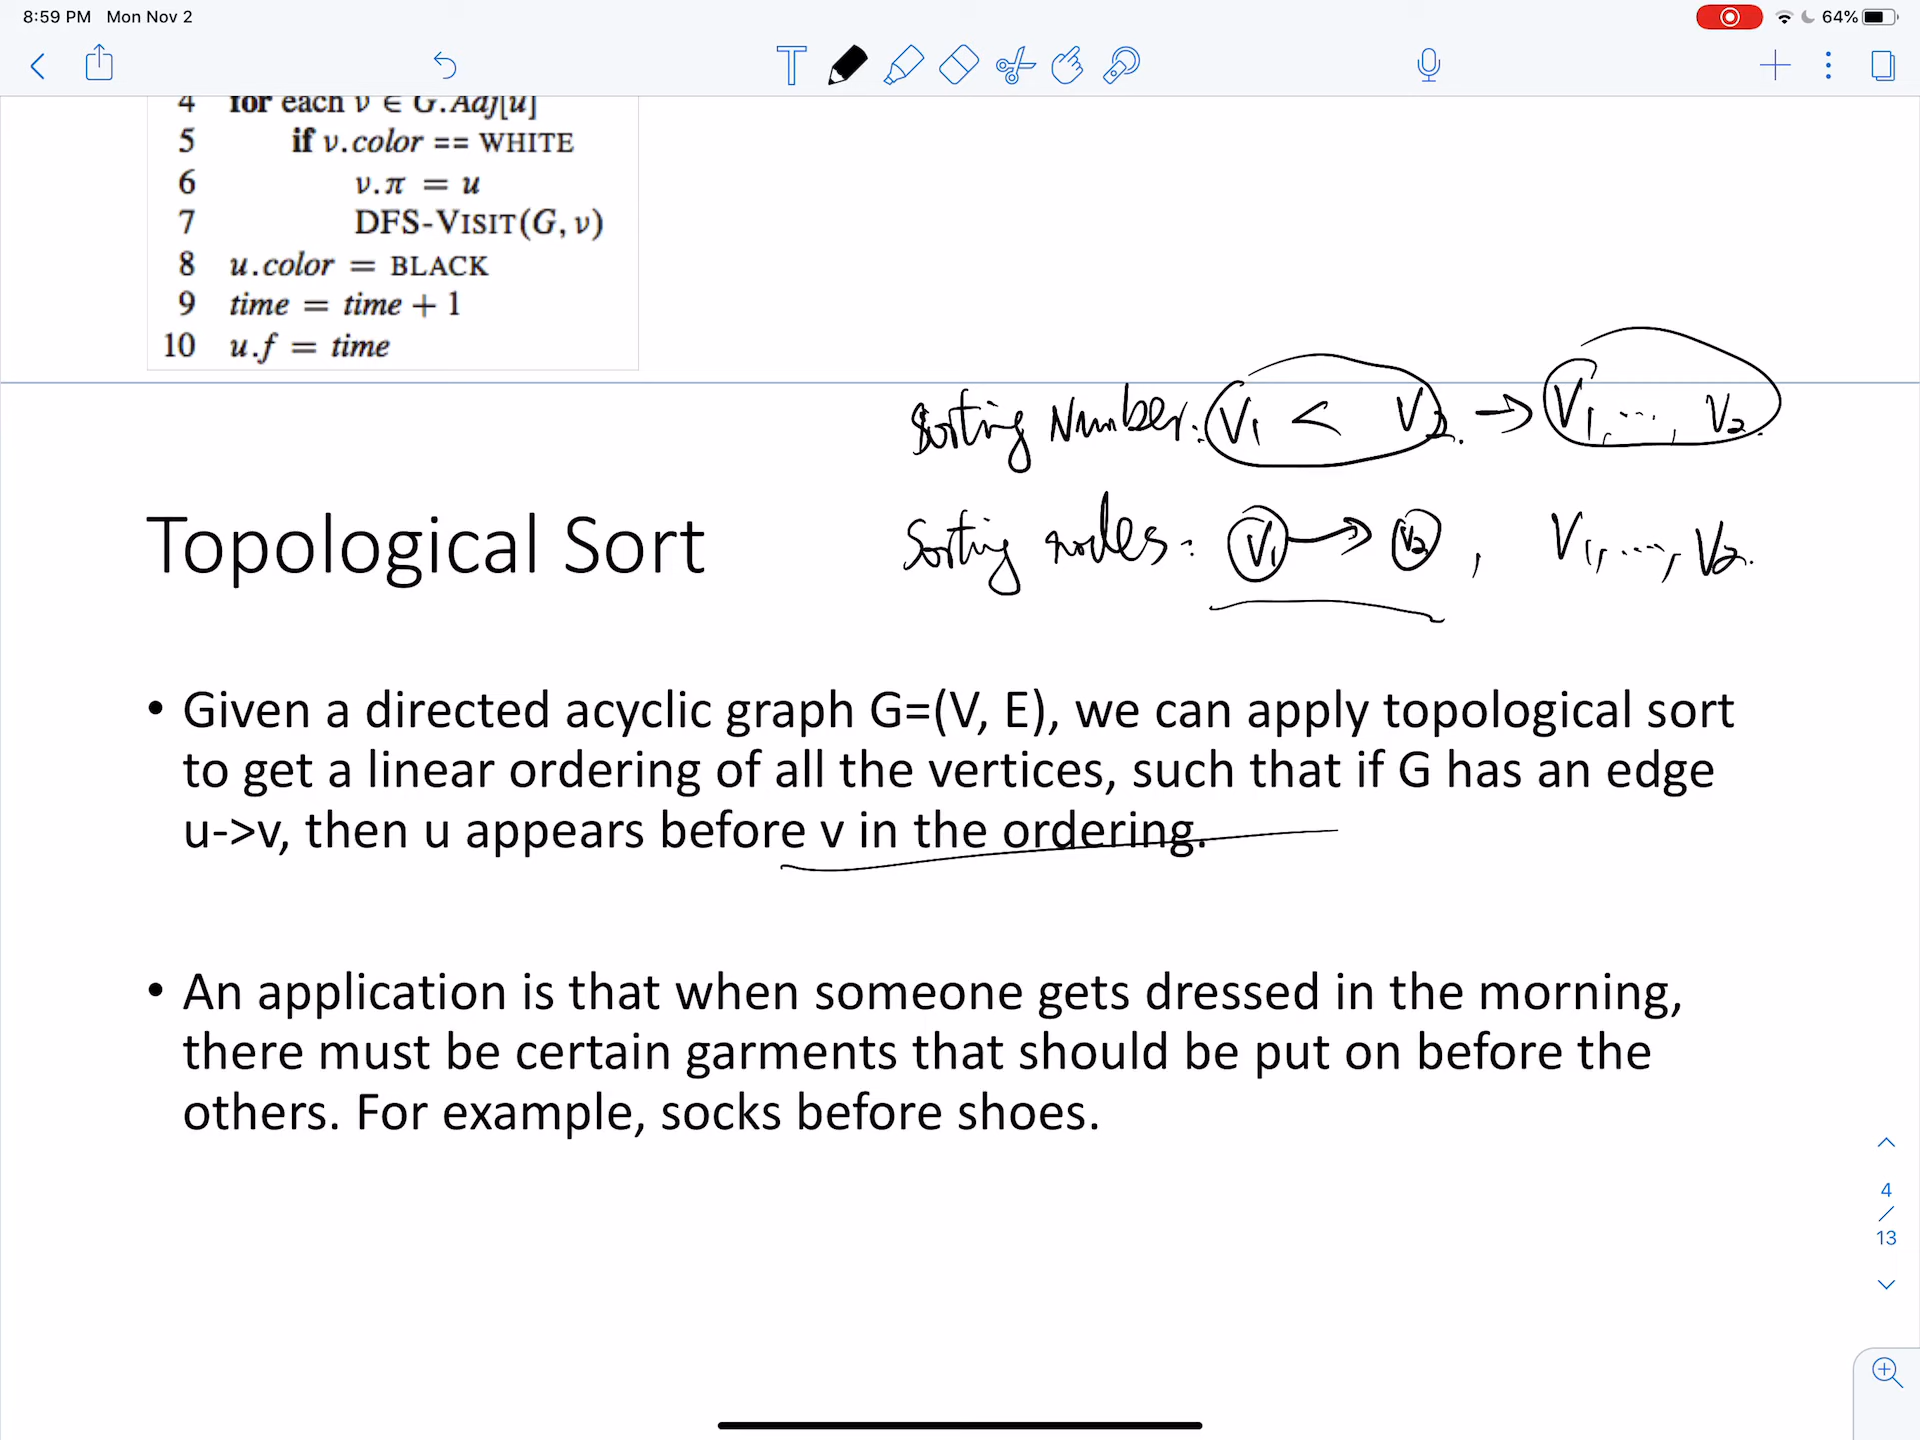 8:59 PM Mon Nov 2
64%
4 for each v ∈ G.Adj[u]
5 if v.color == WHITE
6 v.π = u
7 DFS-VISIT(G, v)
8 u.color = BLACK
9 time = time + 1
10 u.f = time
Sorting Number: V1 < V2. → V1, ..., V2.
Topological Sort
Sorting nodes: V1 → V2, V1, ..., V2.
• Given a directed acyclic graph G=(V, E), we can apply topological sort
to get a linear ordering of all the vertices, such that if G has an edge
u->v, then u appears before v in the ordering.
• An application is that when someone gets dressed in the morning,
there must be certain garments that should be put on before the
others. For example, socks before shoes.
4
/
13